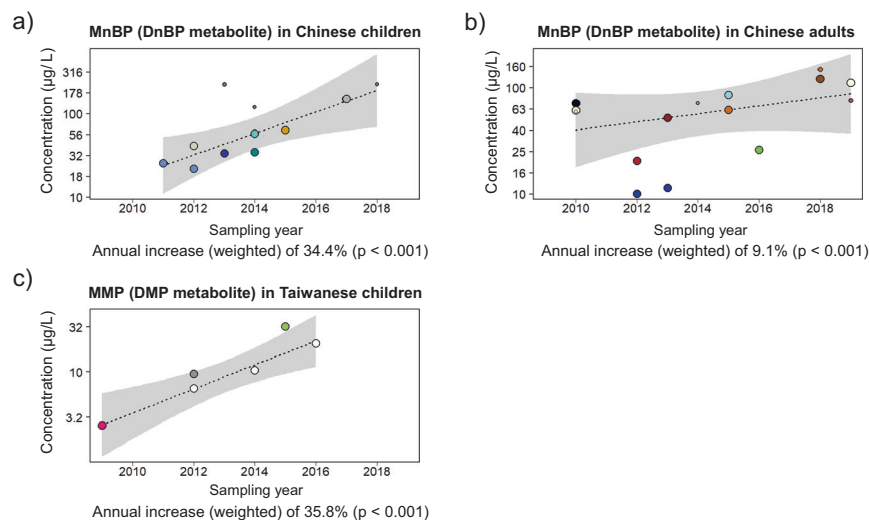 a)
MnBP (DnBP metabolite) in Chinese children
Concentration (µg/L)
316
178
100
56
32
18
10
2010 2012 2014 2016 2018
Sampling year
Annual increase (weighted) of 34.4% (p < 0.001)
b)
MnBP (DnBP metabolite) in Chinese adults
Concentration (µg/L)
160
100
63
40
25
16
10
2010 2012 2014 2016 2018
Sampling year
Annual increase (weighted) of 9.1% (p < 0.001)
c)
MMP (DMP metabolite) in Taiwanese children
Concentration (µg/L)
32
10
3.2
2010 2012 2014 2016 2018
Sampling year
Annual increase (weighted) of 35.8% (p < 0.001)